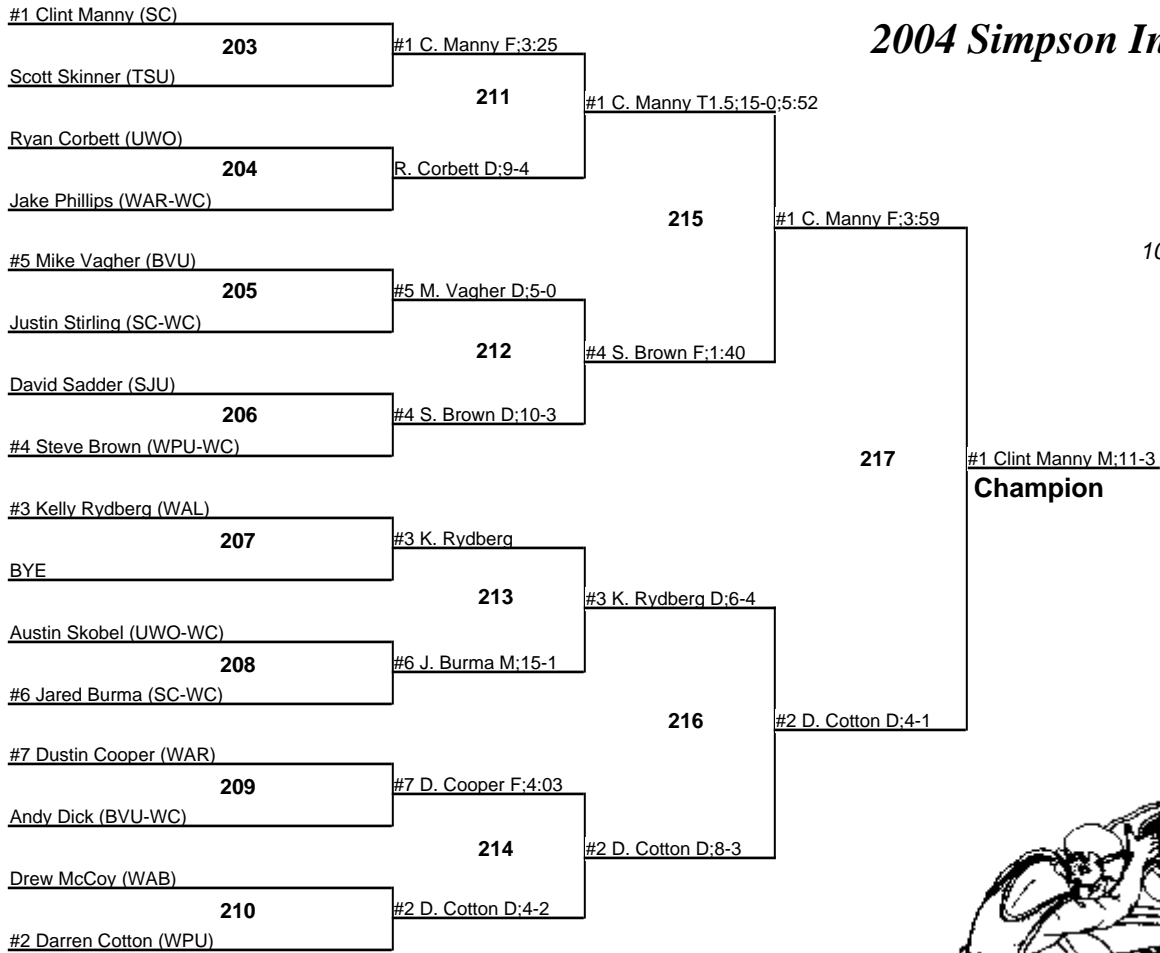 #1 Clint Manny (SC)
2004 Simpson In
203
#1 C. Manny F;3:25
Scott Skinner (TSU)
211
#1 C. Manny T1.5;15-0;5:52
Ryan Corbett (UWO)
204
R. Corbett D;9-4
Jake Phillips (WAR-WC)
215
#1 C. Manny F;3:59
10
#5 Mike Vagher (BVU)
205
#5 M. Vagher D;5-0
Justin Stirling (SC-WC)
212
#4 S. Brown F;1:40
David Sadder (SJU)
206
#4 S. Brown D;10-3
#4 Steve Brown (WPU-WC)
217
#1 Clint Manny M;11-3
Champion
#3 Kelly Rydberg (WAL)
207
#3 K. Rydberg
BYE
213
#3 K. Rydberg D;6-4
Austin Skobel (UWO-WC)
208
#6 J. Burma M;15-1
#6 Jared Burma (SC-WC)
216
#2 D. Cotton D;4-1
#7 Dustin Cooper (WAR)
209
#7 D. Cooper F;4:03
Andy Dick (BVU-WC)
214
#2 D. Cotton D;8-3
Drew McCoy (WAB)
210
#2 D. Cotton D;4-2
#2 Darren Cotton (WPU)